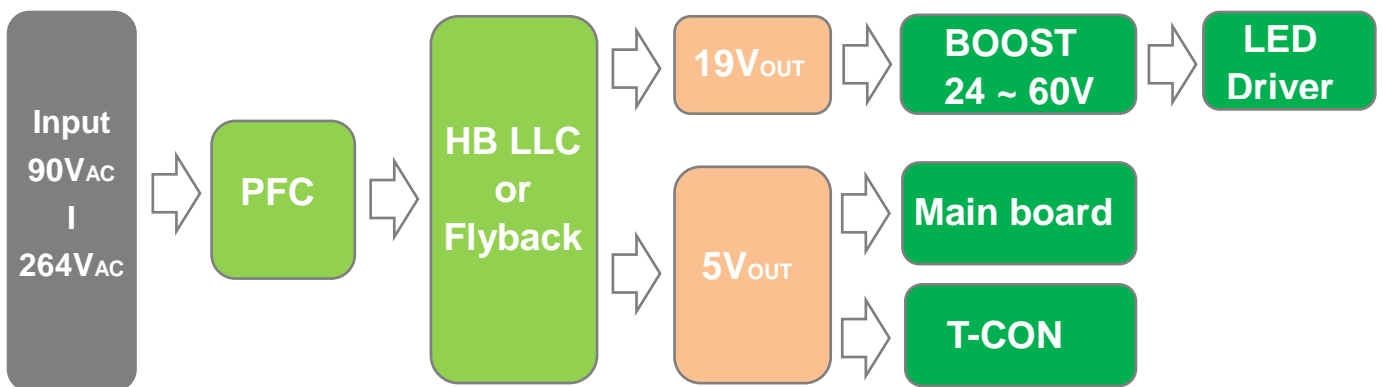 Input
90VAC
I
264VAC
PFC
HB LLC
or
Flyback
19VOUT
5VOUT
BOOST
24 ~ 60V
LED
Driver
Main board
T-CON